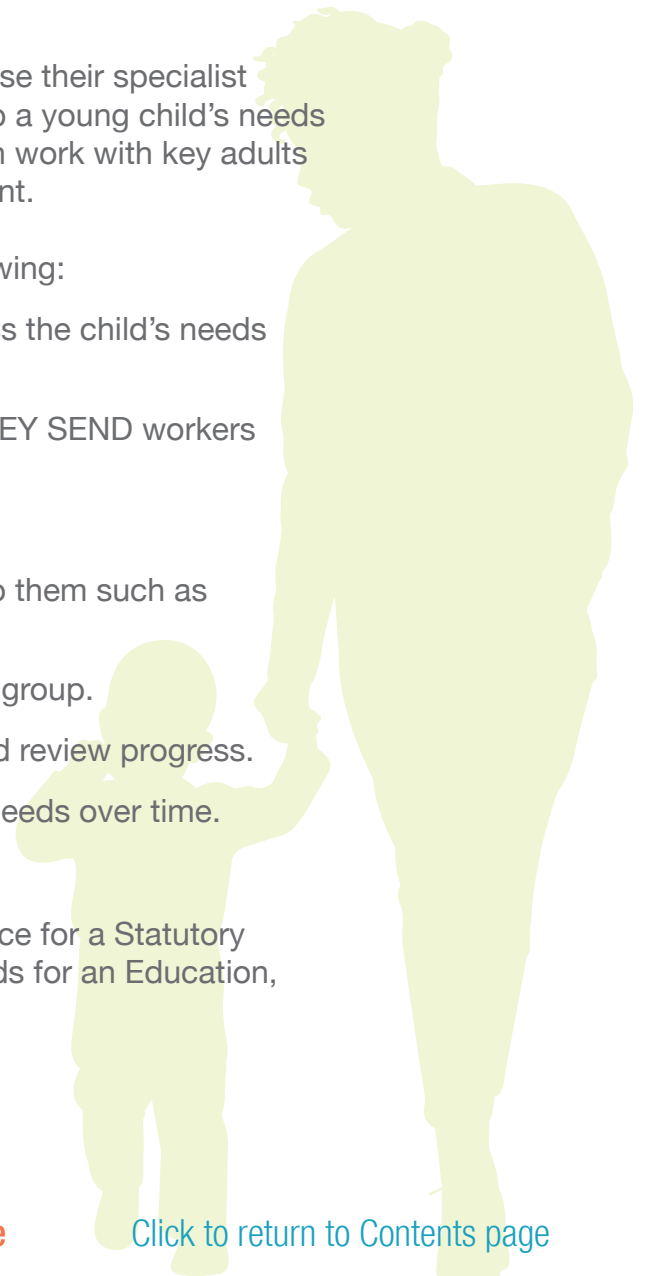 se their specialist
o a young child's needs
n work with key adults
nt.
wing:
s the child's needs
EY SEND workers
o them such as
group.
d review progress.
eeds over time.
ce for a Statutory
ds for an Education,
e Click to return to Contents page